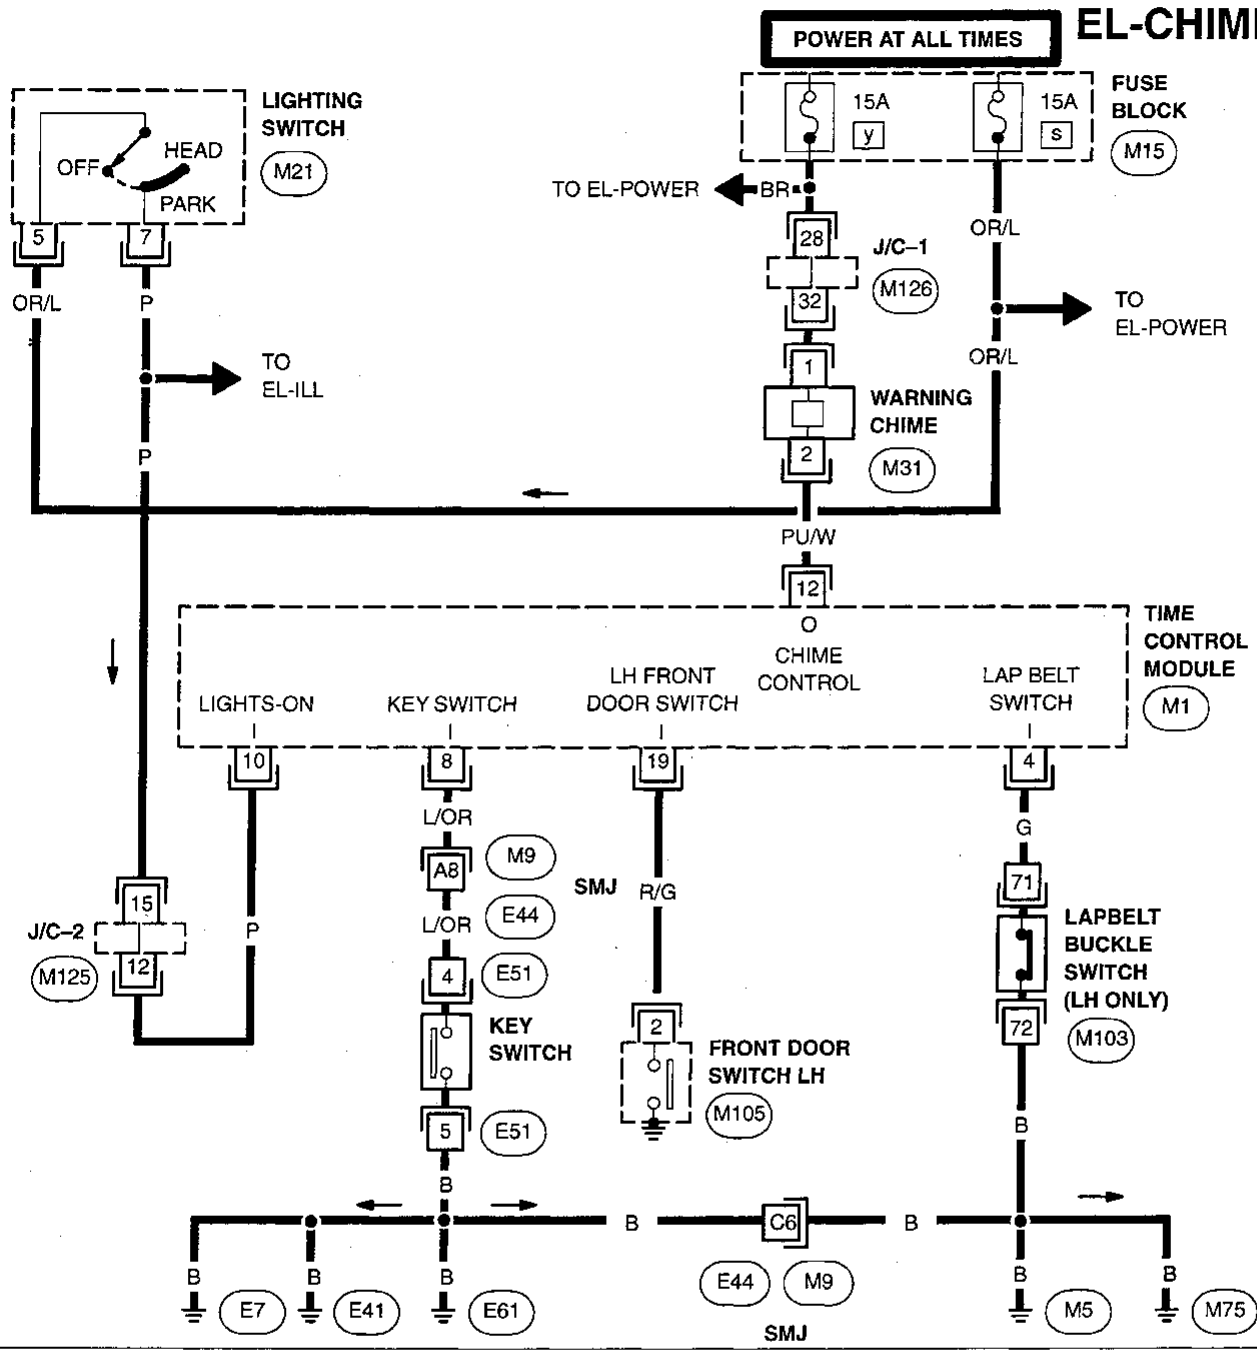 POWER AT ALL TIMES
EL-CHIM
LIGHTING
SWITCH
M21
OFF
HEAD
PARK
5
7
OR/L
P
TO
EL-ILL
P
15A
y
15A
s
FUSE
BLOCK
M15
TO EL-POWER
BR
28
J/C–1
M126
32
OR/L
TO
EL-POWER
OR/L
1
WARNING
CHIME
M31
2
PU/W
12
TIME
CONTROL
MODULE
M1
CHIME
CONTROL
LIGHTS-ON
KEY SWITCH
LH FRONT
DOOR SWITCH
LAP BELT
SWITCH
10
8
19
4
L/OR
A8
M9
SMJ
E44
L/OR
4
E51
KEY
SWITCH
5
E51
B
15
J/C–2
M125
12
P
R/G
2
FRONT DOOR
SWITCH LH
M105
G
71
LAPBELT
BUCKLE
SWITCH
(LH ONLY)
M103
72
B
B
C6
B
E44
M9
SMJ
B
E7
B
E41
B
E61
B
M5
B
M75